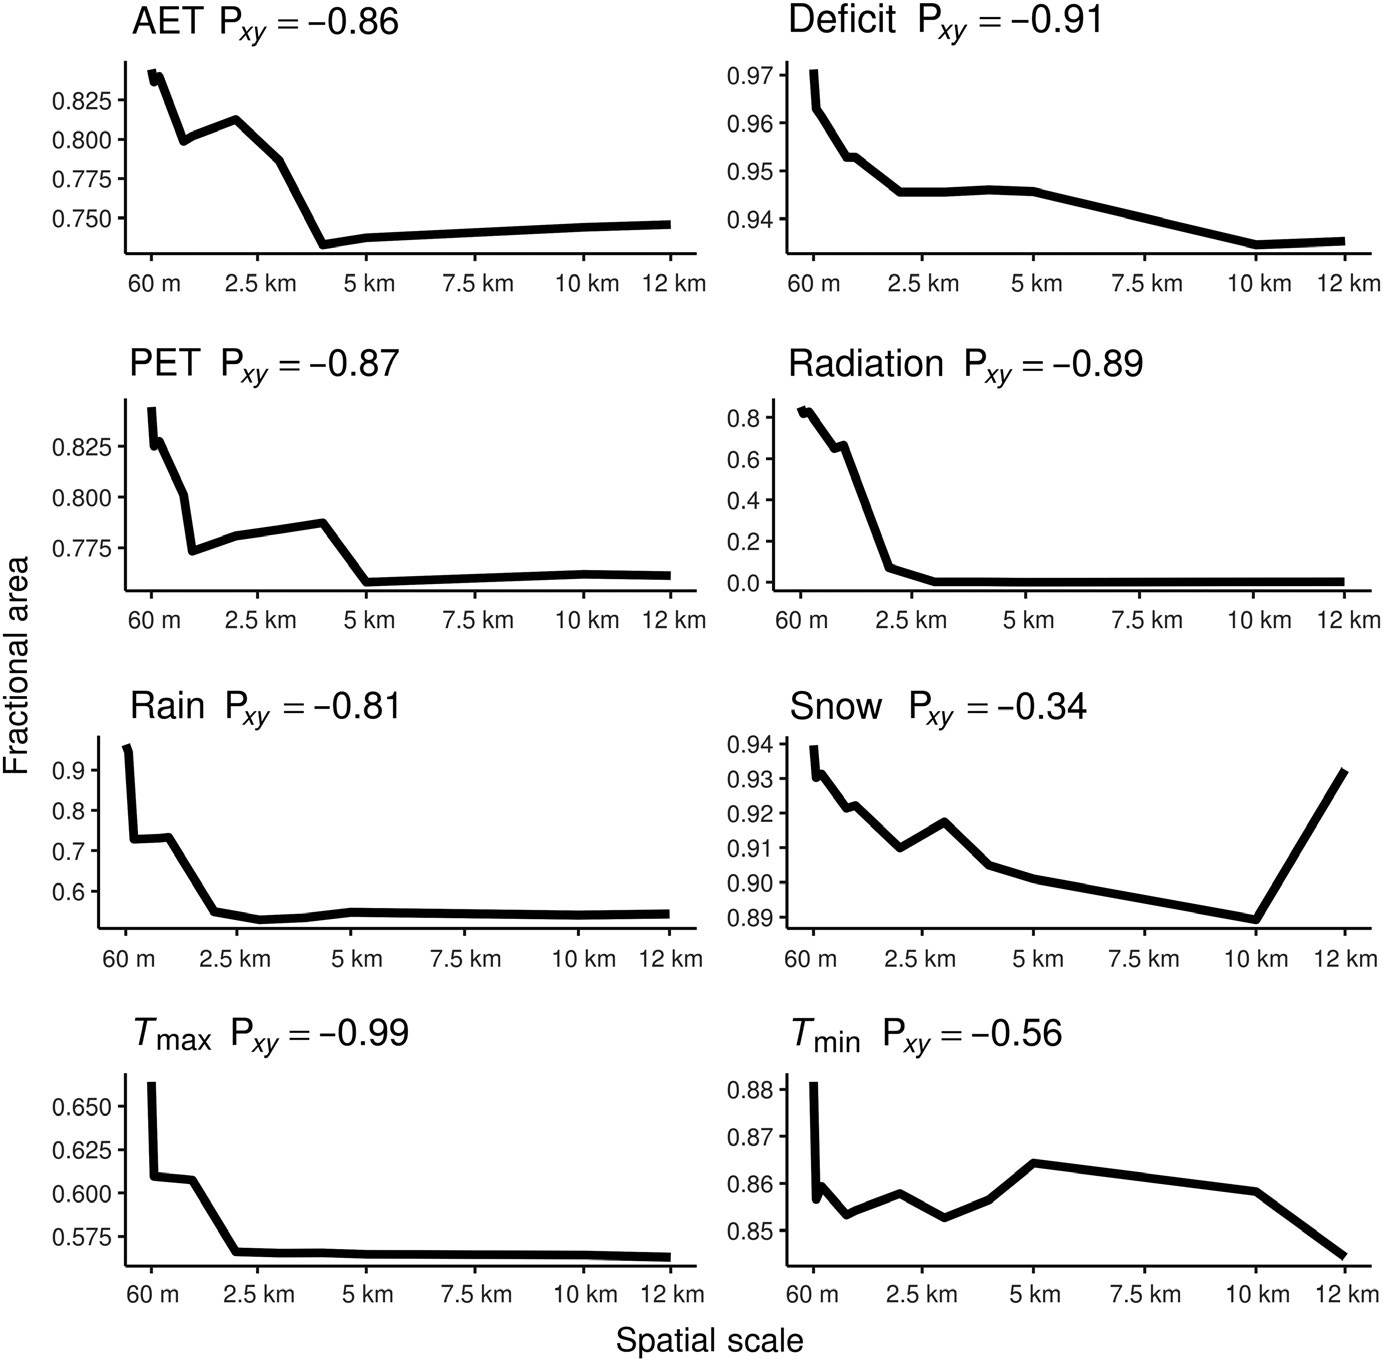 AET Pxy = −0.86
0.825
0.800
0.775
0.750
60 m 2.5 km 5 km 7.5 km 10 km 12 km
Deficit Pxy = −0.91
0.97
0.96
0.95
0.94
60 m 2.5 km 5 km 7.5 km 10 km 12 km
PET Pxy = −0.87
0.825
0.800
0.775
60 m 2.5 km 5 km 7.5 km 10 km 12 km
Radiation Pxy = −0.89
0.8
0.6
0.4
0.2
0.0
60 m 2.5 km 5 km 7.5 km 10 km 12 km
Fractional area
Rain Pxy = −0.81
0.9
0.8
0.7
0.6
60 m 2.5 km 5 km 7.5 km 10 km 12 km
Snow Pxy = −0.34
0.94
0.93
0.92
0.91
0.90
0.89
60 m 2.5 km 5 km 7.5 km 10 km 12 km
Tmax Pxy = −0.99
0.650
0.625
0.600
0.575
60 m 2.5 km 5 km 7.5 km 10 km 12 km
Tmin Pxy = −0.56
0.88
0.87
0.86
0.85
60 m 2.5 km 5 km 7.5 km 10 km 12 km
Spatial scale